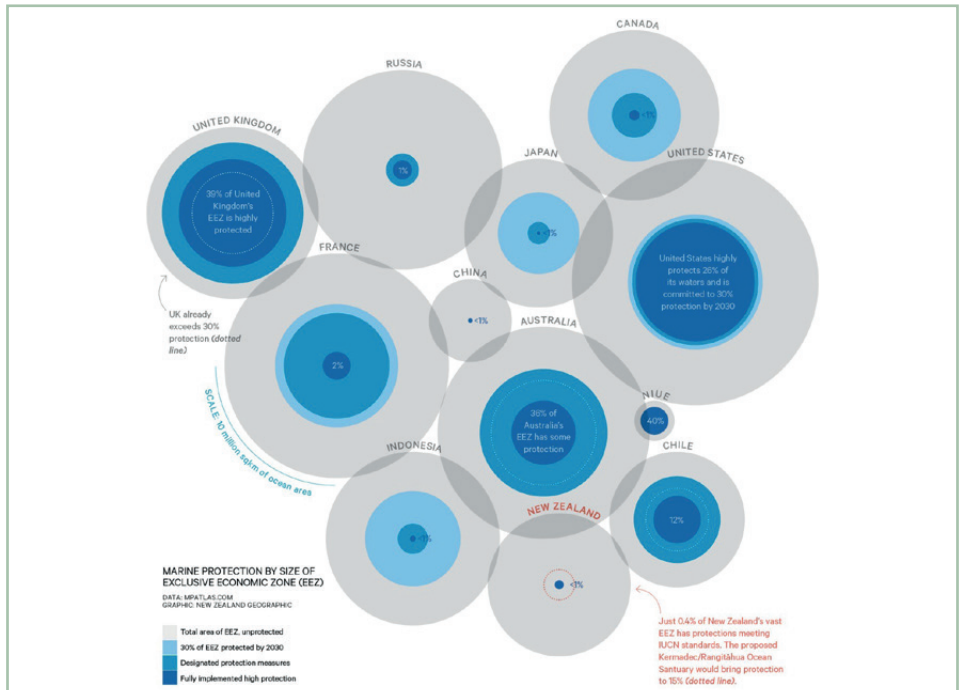 CANADA
RUSSIA
UNITED KINGDOM
<1%
JAPAN
UNITED STATES
1%
39% of United
Kingdom's
EEZ is highly
protected
<1%
FRANCE
United States highly
protects 26% of
its waters and is
committed to 30%
protection by 2030
CHINA
UK already
exceeds 30%
protection (dotted
line)
<1%
AUSTRALIA
2%
NIUE
36% of
Australia's
EEZ has some
protection
40%
SCALE: 10 million sqkm of ocean area
INDONESIA
CHILE
NEW ZEALAND
12%
<1%
<1%
MARINE PROTECTION BY SIZE OF
EXCLUSIVE ECONOMIC ZONE (EEZ)
DATA: MPATLAS.COM
GRAPHIC: NEW ZEALAND GEOGRAPHIC
Total area of EEZ, unprotected
30% of EEZ protected by 2030
Designated protection measures
Fully implemented high protection
Just 0.4% of New Zealand's vast
EEZ has protections meeting
IUCN standards. The proposed
Kermadec/Rangitāhua Ocean
Santuary would bring protection
to 15% (dotted line).